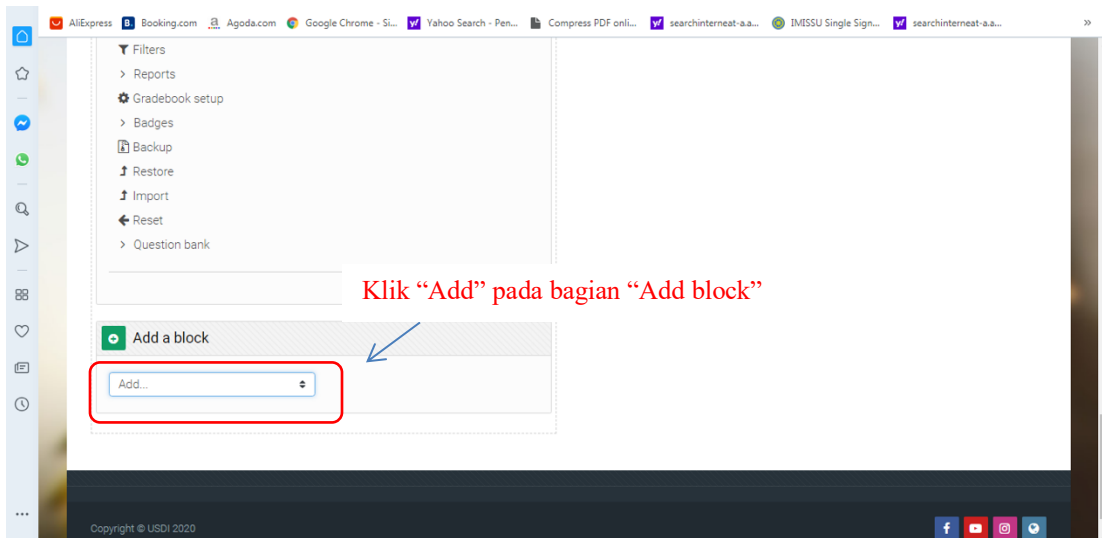 AliExpress B. Booking.com a Agoda.com Google Chrome - Si... y! Yahoo Search - Pen... Compress PDF onli... y! searchinterneat-a.a... IMISSU Single Sign... y! searchinterneat-a.a... »
Filters
> Reports
Gradebook setup
> Badges
Backup
Restore
Import
Reset
> Question bank
Klik “Add” pada bagian “Add block”
Add a block
Add...
Copyright © USDI 2020